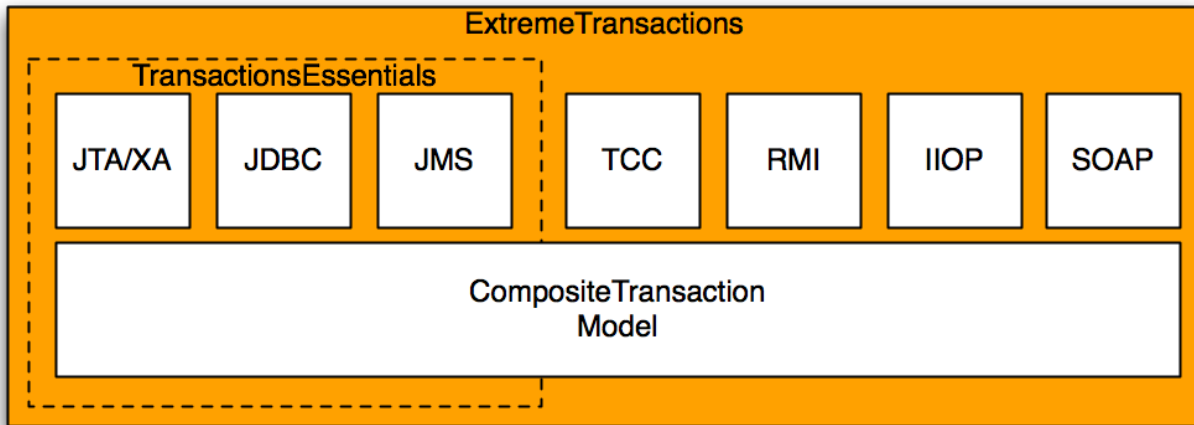 ExtremeTransactions
TransactionsEssentials
JTA/XA
JDBC
JMS
TCC
RMI
IIOP
SOAP
CompositeTransaction
Model